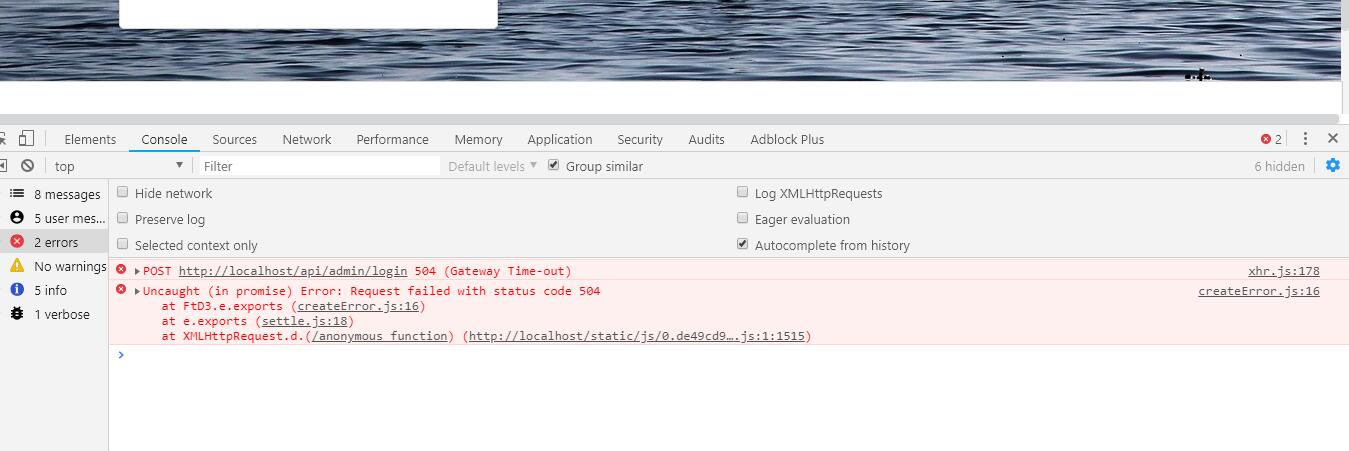 Elements Console Sources Network Performance Memory Application Security Audits Adblock Plus 2
top Filter Default levels Group similar 6 hidden
8 messages
5 user mes...
2 errors
No warnings
5 info
1 verbose
Hide network Log XMLHttpRequests
Preserve log Eager evaluation
Selected context only Autocomplete from history
POST http://localhost/api/admin/login 504 (Gateway Time-out) xhr.js:178
Uncaught (in promise) Error: Request failed with status code 504 createError.js:16
at FtD3.e.exports (createError.js:16)
at e.exports (settle.js:18)
at XMLHttpRequest.d.(/anonymous function) (http://localhost/static/js/0.de49cd9….js:1:1515)